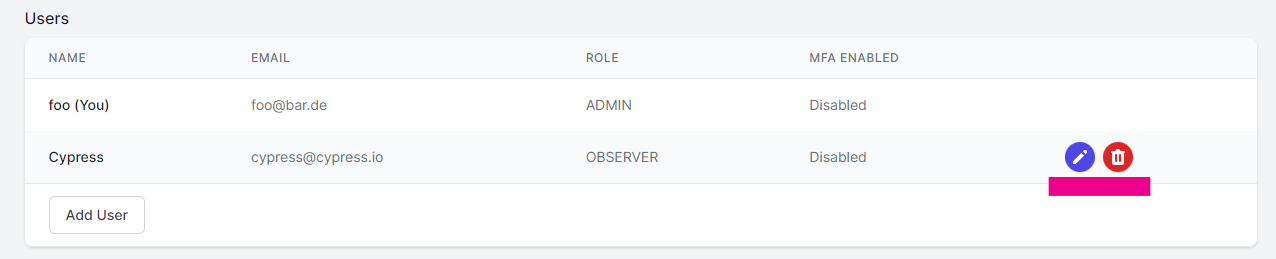 Users
NAME EMAIL ROLE MFA ENABLED
foo (You) foo@bar.de ADMIN Disabled
Cypress cypress@cypress.io OBSERVER Disabled
Add User